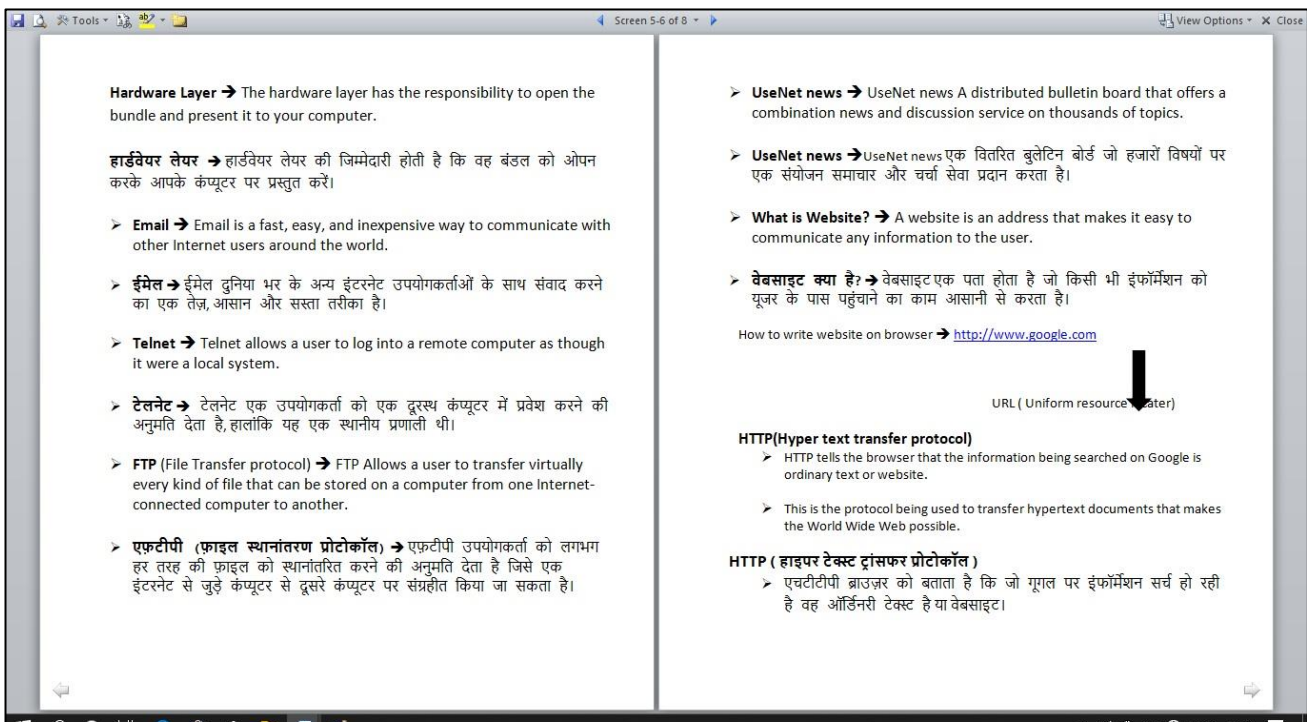 Tools
Screen 5-6 of 8
View Options
Close
Hardware Layer ➔ The hardware layer has the responsibility to open the
bundle and present it to your computer.
हार्डवेयर लेयर ➔ हार्डवेयर लेयर की जिम्मेदारी होती है कि वह बंडल को ओपन
करके आपके कंप्यूटर पर प्रस्तुत करें।
➢ Email ➔ Email is a fast, easy, and inexpensive way to communicate with
other Internet users around the world.
➢ ईमेल ➔ ईमेल दुनिया भर के अन्य इंटरनेट उपयोगकर्ताओं के साथ संवाद करने
का एक तेज़, आसान और सस्ता तरीका है।
➢ Telnet ➔ Telnet allows a user to log into a remote computer as though
it were a local system.
➢ टेलनेट ➔ टेलनेट एक उपयोगकर्ता को एक दूरस्थ कंप्यूटर में प्रवेश करने की
अनुमति देता है, हालांकि यह एक स्थानीय प्रणाली थी।
➢ FTP (File Transfer protocol) ➔ FTP Allows a user to transfer virtually
every kind of file that can be stored on a computer from one Internet-
connected computer to another.
➢ एफ़टीपी (फ़ाइल स्थानांतरण प्रोटोकॉल) ➔ एफ़टीपी उपयोगकर्ता को लगभग
हर तरह की फ़ाइल को स्थानांतरित करने की अनुमति देता है जिसे एक
इंटरनेट से जुड़े कंप्यूटर से दूसरे कंप्यूटर पर संग्रहीत किया जा सकता है।
➢ UseNet news ➔ UseNet news A distributed bulletin board that offers a
combination news and discussion service on thousands of topics.
➢ UseNet news ➔ UseNet news एक वितरित बुलेटिन बोर्ड जो हजारों विषयों पर
एक संयोजन समाचार और चर्चा सेवा प्रदान करता है।
➢ What is Website? ➔ A website is an address that makes it easy to
communicate any information to the user.
➢ वेबसाइट क्या है? ➔ वेबसाइट एक पता होता है जो किसी भी इंफॉर्मेशन को
यूजर के पास पहुंचाने का काम आसानी से करता है।
How to write website on browser ➔ http://www.google.com
URL ( Uniform resource
HTTP(Hyper text transfer protocol)
➢ HTTP tells the browser that the information being searched on Google is
ordinary text or website.
➢ This is the protocol being used to transfer hypertext documents that makes
the World Wide Web possible.
HTTP ( हाइपर टेक्स्ट ट्रांसफर प्रोटोकॉल )
➢ एचटीटीपी ब्राउज़र को बताता है कि जो गूगल पर इंफॉर्मेशन सर्च हो रही
है वह ऑर्डिनरी टेक्स्ट है या वेबसाइट।